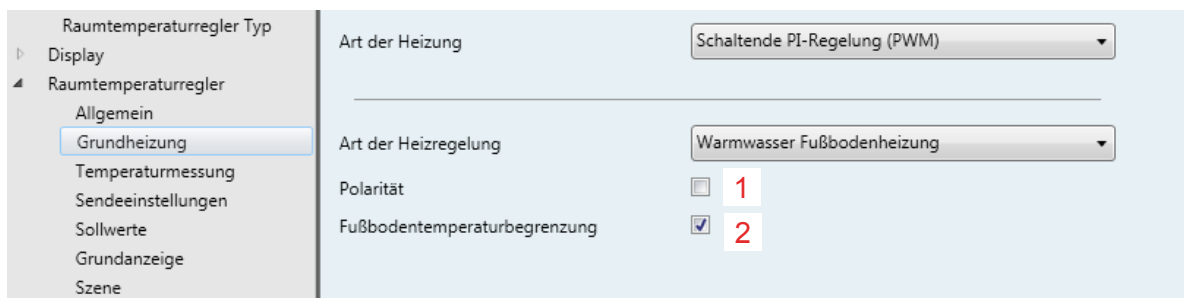 Raumtemperaturregler Typ
Display
Raumtemperaturregler
Allgemein
Grundheizung
Temperaturmessung
Sendeeinstellungen
Sollwerte
Grundanzeige
Szene
Art der Heizung
Schaltende PI-Regelung (PWM)
Art der Heizregelung
Warmwasser Fußbodenheizung
Polarität
1
Fußbodentemperaturbegrenzung
2